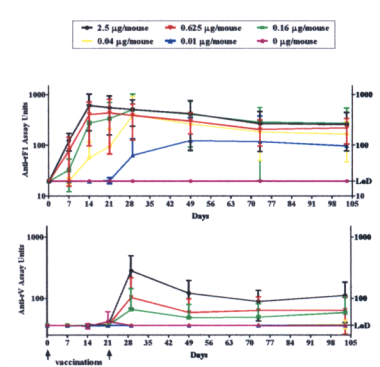 2.5 µg/mouse 0.625 µg/mouse 0.16 µg/mouse
0.04 µg/mouse 0.01 µg/mouse 0 µg/mouse
Anti-rF1 Assay Units
1000 1000
100 100
10 LoD
0 7 14 21 28 35 42 49 56 63 70 77 84 91 98 105
Days
Anti-rV Assay Units
1000 1000
100 100
LoD
0 7 14 21 28 35 42 49 56 63 70 77 84 91 98 105
Days
vaccinations